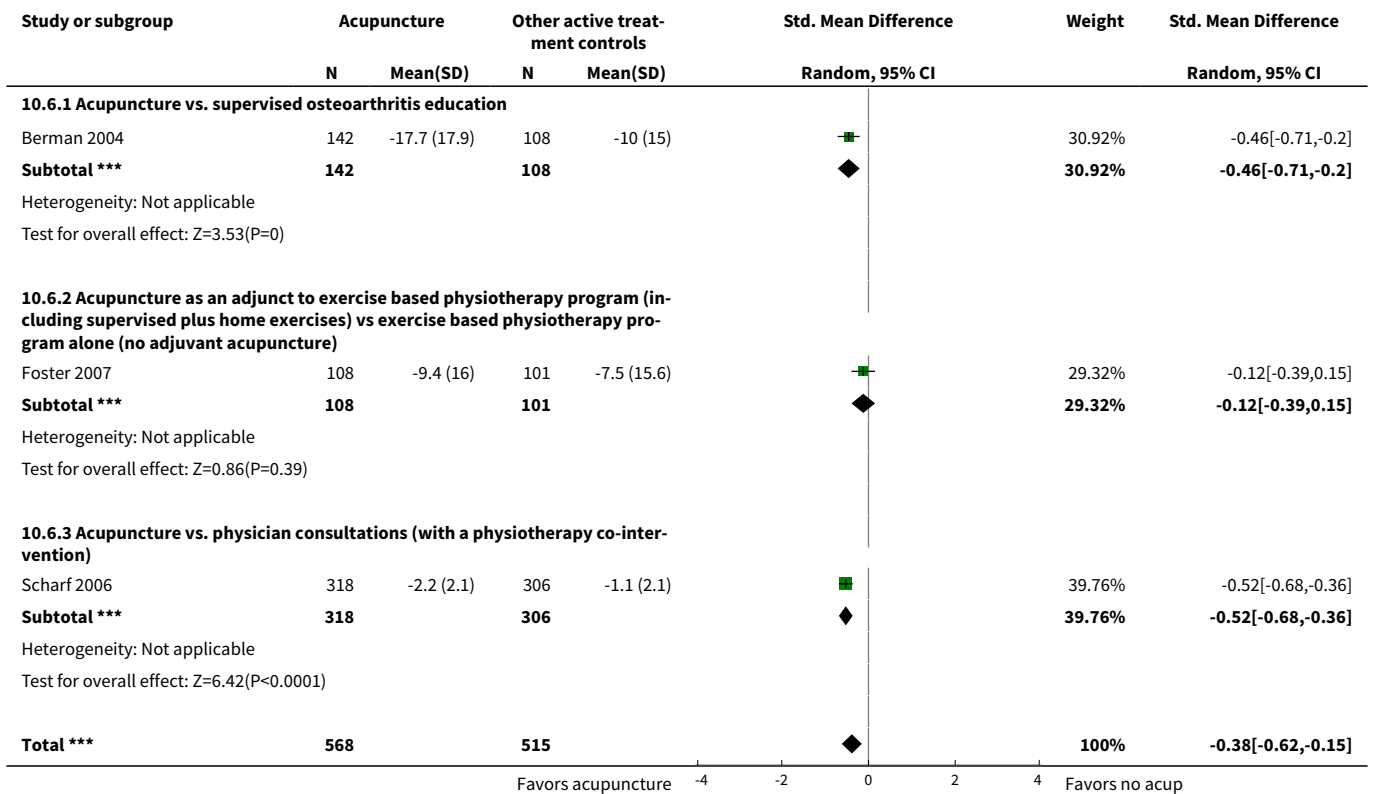 Study or subgroup Acupuncture Other active treat- Std. Mean Difference Weight Std. Mean Difference
ment controls
N Mean(SD) N Mean(SD) Random, 95% CI Random, 95% CI
10.6.1 Acupuncture vs. supervised osteoarthritis education
Berman 2004 142 -17.7 (17.9) 108 -10 (15) 30.92% -0.46[-0.71,-0.2]
Subtotal *** 142 108 30.92% -0.46[-0.71,-0.2]
Heterogeneity: Not applicable
Test for overall effect: Z=3.53(P=0)
10.6.2 Acupuncture as an adjunct to exercise based physiotherapy program (in-
cluding supervised plus home exercises) vs exercise based physiotherapy pro-
gram alone (no adjuvant acupuncture)
Foster 2007 108 -9.4 (16) 101 -7.5 (15.6) 29.32% -0.12[-0.39,0.15]
Subtotal *** 108 101 29.32% -0.12[-0.39,0.15]
Heterogeneity: Not applicable
Test for overall effect: Z=0.86(P=0.39)
10.6.3 Acupuncture vs. physician consultations (with a physiotherapy co-inter-
vention)
Scharf 2006 318 -2.2 (2.1) 306 -1.1 (2.1) 39.76% -0.52[-0.68,-0.36]
Subtotal *** 318 306 39.76% -0.52[-0.68,-0.36]
Heterogeneity: Not applicable
Test for overall effect: Z=6.42(P<0.0001)
Total *** 568 515 100% -0.38[-0.62,-0.15]
Favors acupuncture -4 -2 0 2 4 Favors no acup